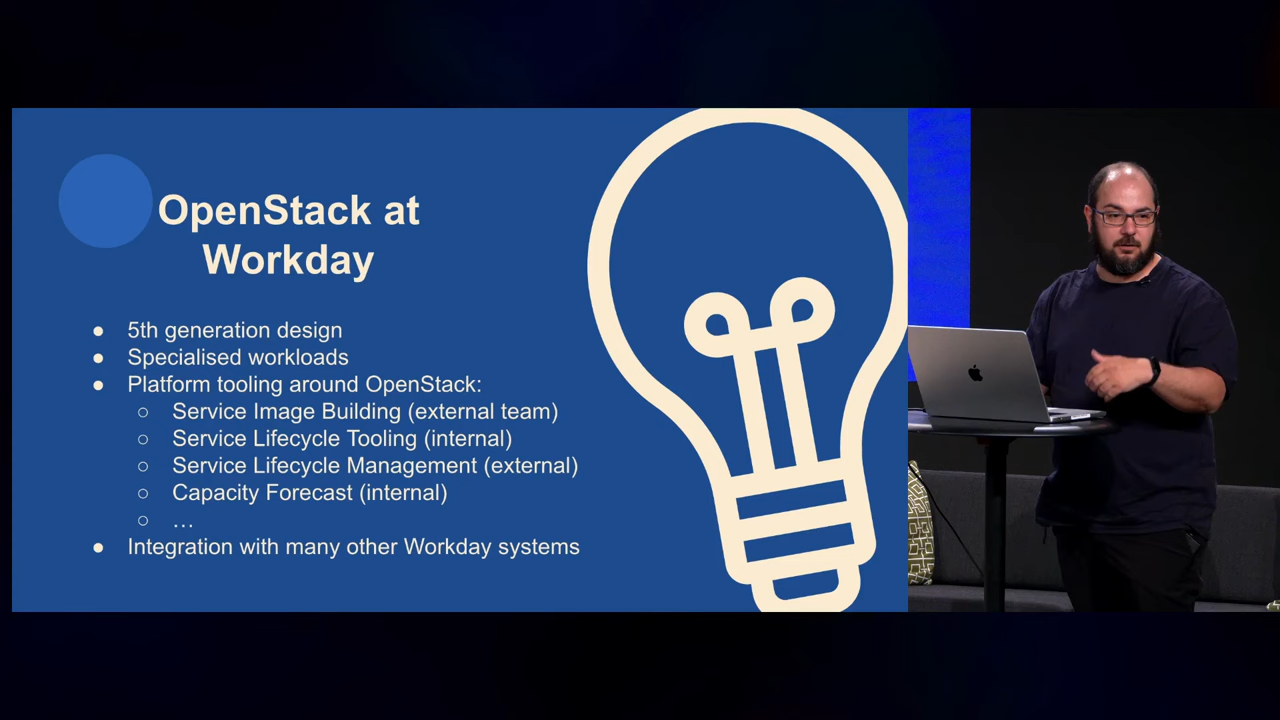 OpenStack at
Workday
● 5th generation design
● Specialised workloads
● Platform tooling around OpenStack:
○ Service Image Building (external team)
○ Service Lifecycle Tooling (internal)
○ Service Lifecycle Management (external)
○ Capacity Forecast (internal)
○ …
● Integration with many other Workday systems